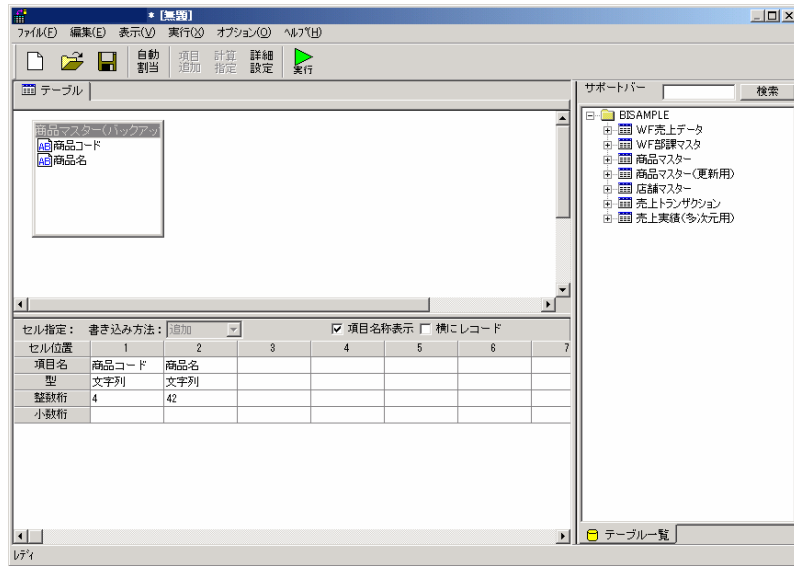 * [無題]
ファイル(F) 編集(E) 表示(V) 実行(X) オプション(O) ヘルプ(H)
自動割当 項目追加 計算指定 詳細設定 実行
テーブル
サポートバー 検索
商品マスター(バックアッ
AB 商品コード
AB 商品名
BISAMPLE
WF売上データ
WF部課マスタ
商品マスター
商品マスター(更新用)
店舗マスター
売上トランザクション
売上実績(多次元用)
セル指定: 書き込み方法: 追加 項目名称表示 横にレコード
セル位置 1 2 3 4 5 6 7
項目名 商品コード 商品名
型 文字列 文字列
整数桁 4 42
小数桁
テーブル一覧
レディ